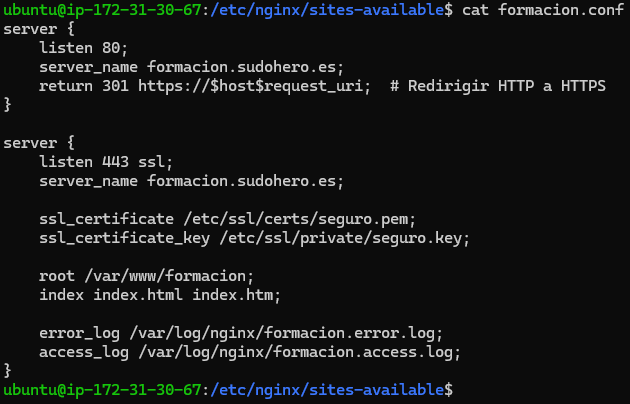 ubuntu@ip-172-31-30-67:/etc/nginx/sites-available$ cat formacion.conf
server {
    listen 80;
    server_name formacion.sudohero.es;
    return 301 https://$host$request_uri;  # Redirigir HTTP a HTTPS
}

server {
    listen 443 ssl;
    server_name formacion.sudohero.es;

    ssl_certificate /etc/ssl/certs/seguro.pem;
    ssl_certificate_key /etc/ssl/private/seguro.key;

    root /var/www/formacion;
    index index.html index.htm;

    error_log /var/log/nginx/formacion.error.log;
    access_log /var/log/nginx/formacion.access.log;
}
ubuntu@ip-172-31-30-67:/etc/nginx/sites-available$